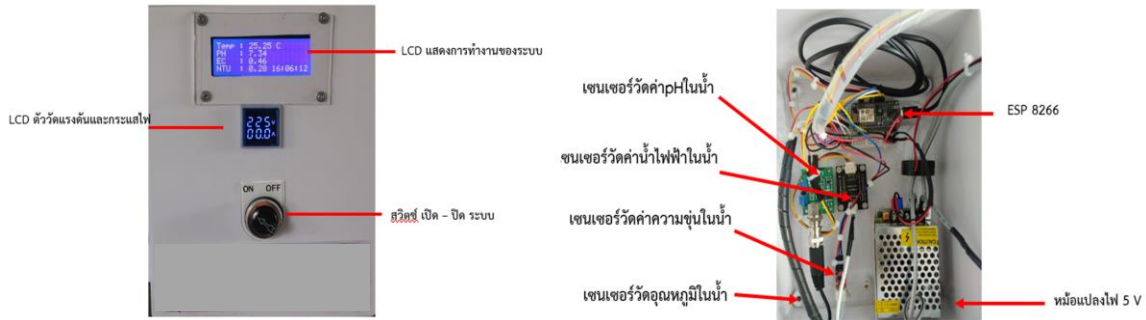 Temp : 25.25 C
PH : 7.34
EC : 0.46
NTU : 0.20 16:06:12
LCD แสดงการทำงานของระบบ
LCD ตัววัดแรงดันและกระแสไฟ
225V
00.0A
ON OFF
สวิตซ์ เปิด – ปิด ระบบ
เซนเซอร์วัดค่าpHในน้ำ
ซนเซอร์วัดค่านำไฟฟ้าในน้ำ
เซนเซอร์วัดค่าความขุ่นในน้ำ
เซนเซอร์วัดอุณหภูมิในน้ำ
ESP 8266
หม้อแปลงไฟ 5 V